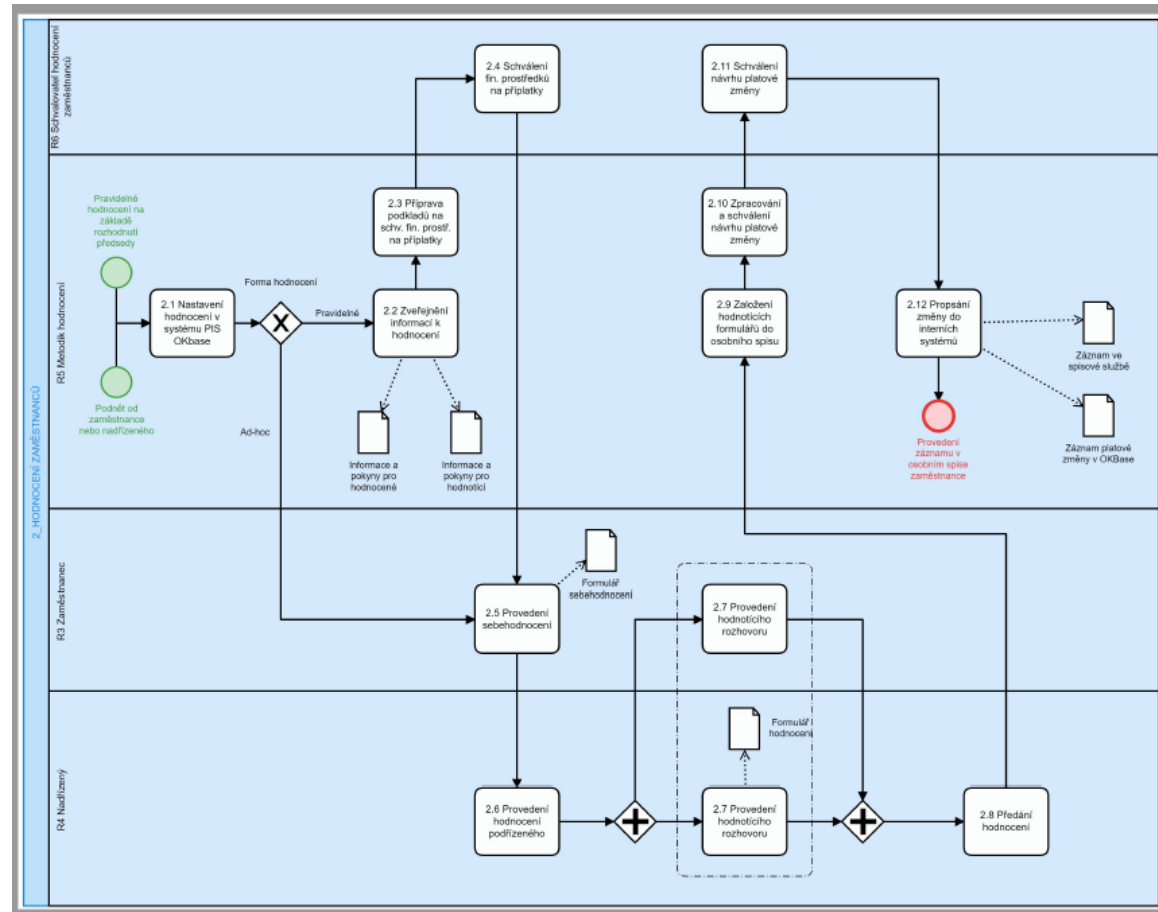 2_HODNOCENÍ ZAMĚSTNANCŮ
R6 Schvalovatel hodnocení
zaměstnanců
2.4 Schválení
fin. prostředků
na příplatky
2.11 Schválení
návrhu platové
změny
R5 Metodik hodnocení
Pravidelné
hodnocení na
základě
rozhodnutí
předsedy
2.1 Nastavení
hodnocení v
systému PIS
OKbase
Podnět od
zaměstnance
nebo nadřízeného
Forma hodnocení
Pravidelné
Ad-hoc
2.3 Příprava
podkladů na
schv. fin. prostř.
na příplatky
2.2 Zveřejnění
informací k
hodnocení
Informace a
pokyny pro
hodnocené
Informace a
pokyny pro
hodnotící
2.10 Zpracování
a schválení
návrhu platové
změny
2.9 Založení
hodnotících
formulářů do
osobního spisu
2.12 Propsání
změny do
interních
systémů
Záznam ve
spisové službě
Záznam platové
změny v OKBase
Provedení
záznamu v
osobním spise
zaměstnance
R3 Zaměstnanec
2.5 Provedení
sebehodnocení
Formulář
sebehodnocení
2.7 Provedení
hodnotícího
rozhovoru
R4 Nadřízený
2.6 Provedení
hodnocení
podřízeného
Formulář
hodnocení
2.7 Provedení
hodnotícího
rozhovoru
2.8 Předání
hodnocení